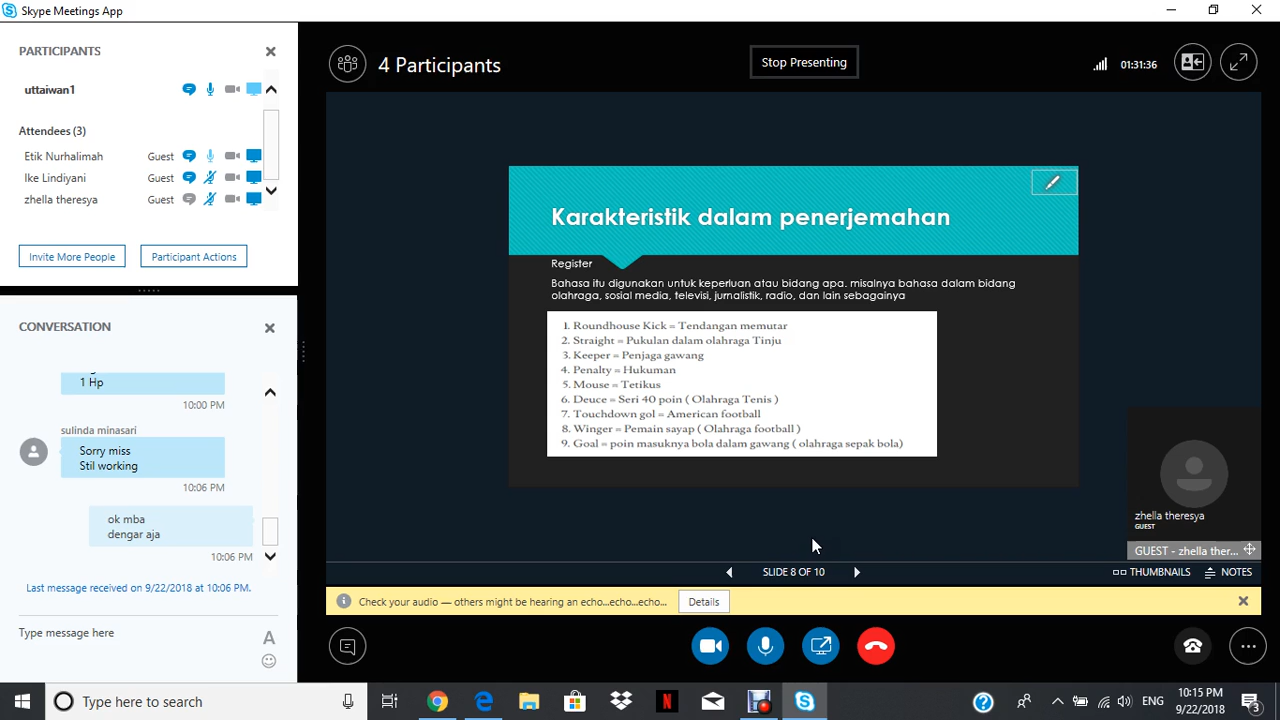 Skype Meetings App
PARTICIPANTS
uttaiwan1
Attendees (3)
Etik Nurhalimah Guest
Ike Lindiyani Guest
zhella theresya Guest
Invite More People
Participant Actions
CONVERSATION
1 Hp
10:00 PM
sulinda minasari
Sorry miss
Stil working
10:06 PM
ok mba
dengar aja
10:06 PM
Last message received on 9/22/2018 at 10:06 PM.
Type message here
A
4 Participants
Stop Presenting
01:31:36
Karakteristik dalam penerjemahan
Register
Bahasa itu digunakan untuk keperluan atau bidang apa. misalnya bahasa dalam bidang
olahraga, sosial media, televisi, jurnalistik, radio, dan lain sebagainya
1. Roundhouse Kick = Tendangan memutar
2. Straight = Pukulan dalam olahraga Tinju
3. Keeper = Penjaga gawang
4. Penalty = Hukuman
5. Mouse = Tetikus
6. Deuce = Seri 40 poin ( Olahraga Tenis )
7. Touchdown gol = American football
8. Winger = Pemain sayap ( Olahraga football )
9. Goal = poin masuknya bola dalam gawang ( olahraga sepak bola)
zhella theresya
GUEST
GUEST - zhella ther...
SLIDE 8 OF 10
THUMBNAILS
NOTES
Check your audio — others might be hearing an echo...echo...echo...
Details
Type here to search
N
S
ENG
10:15 PM
9/22/2018
3